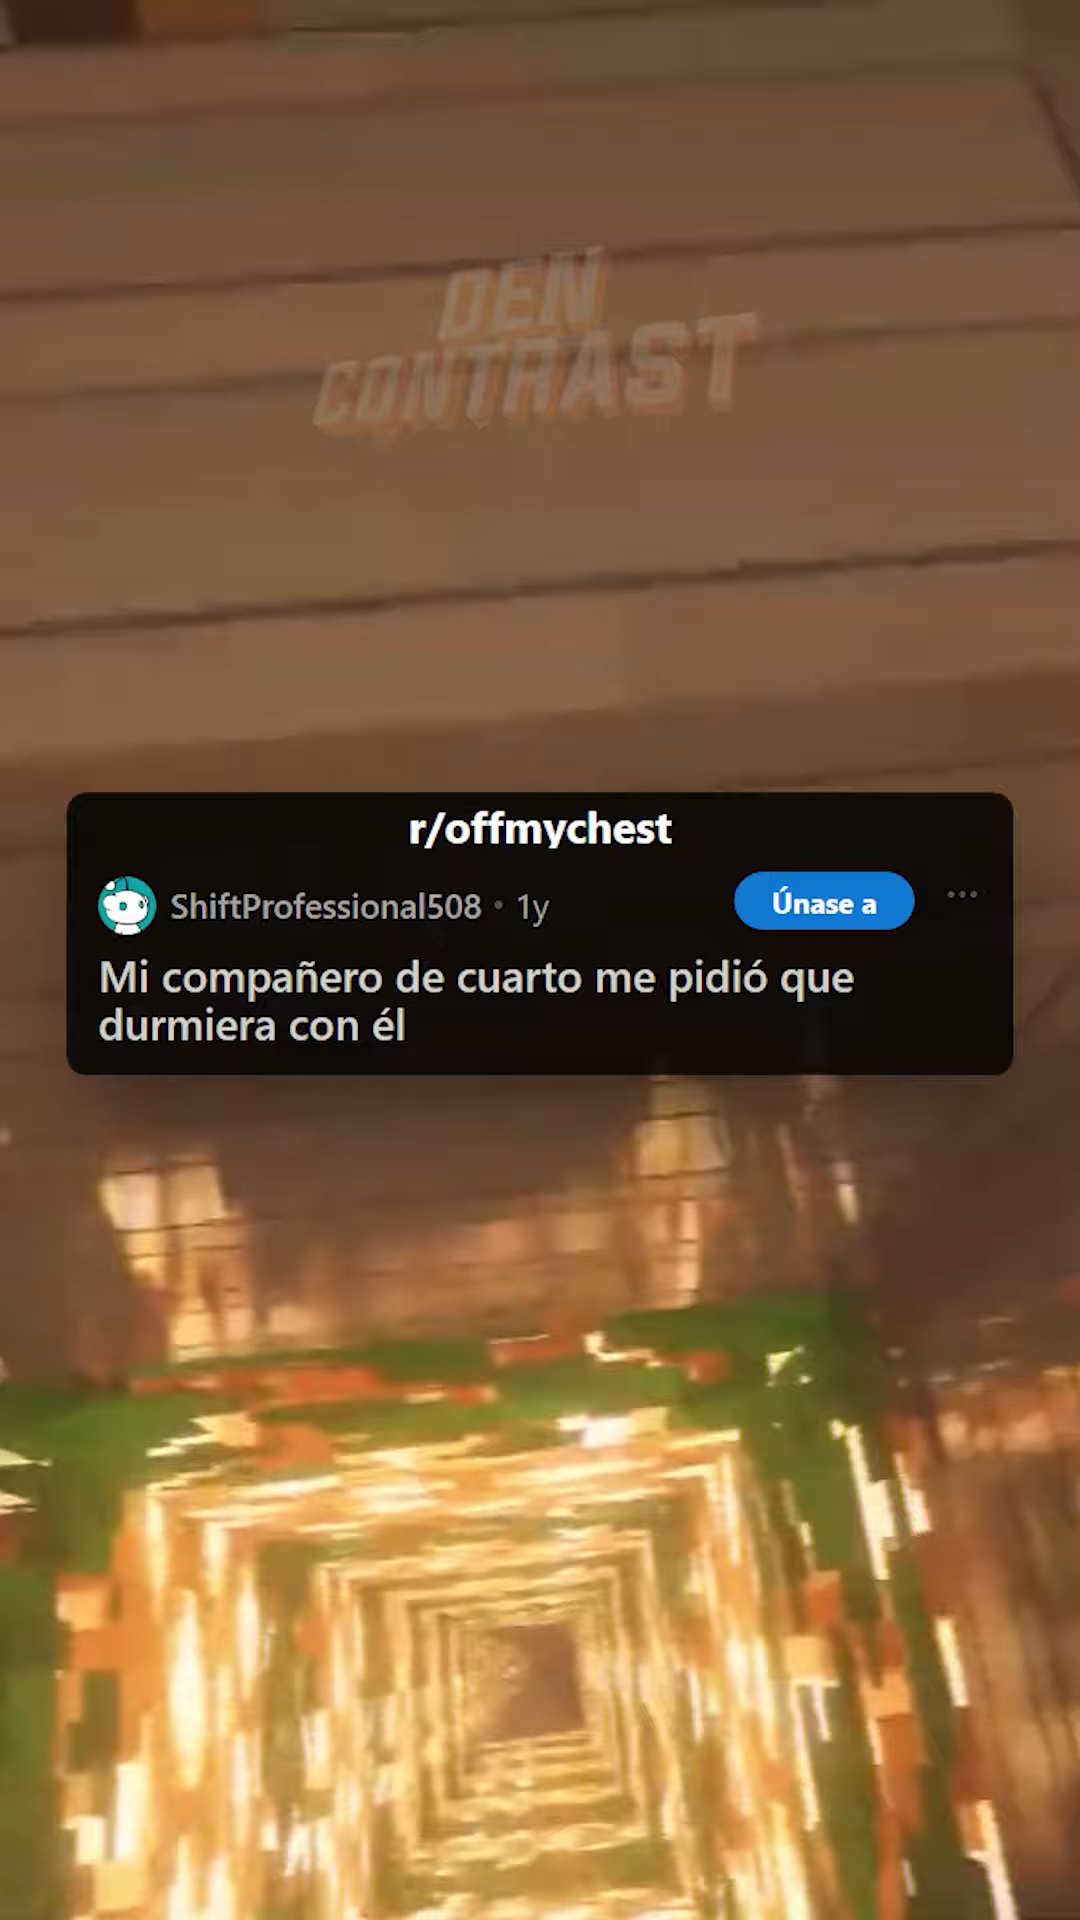 DEN
CONTRAST
r/offmychest
ShiftProfessional508 • 1y
Únase a
Mi compañero de cuarto me pidió que
durmiera con él